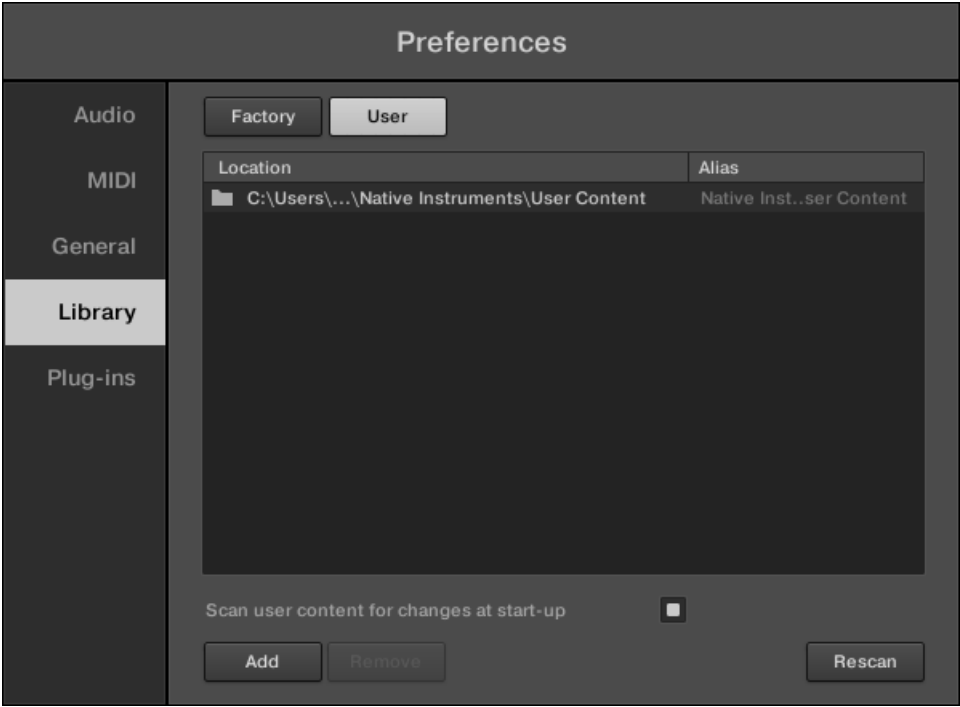 Preferences
Audio
MIDI
General
Library
Plug-ins
Factory
User
Location Alias
C:\Users\...\Native Instruments\User Content Native Inst..ser Content
Scan user content for changes at start-up
Add Remove Rescan